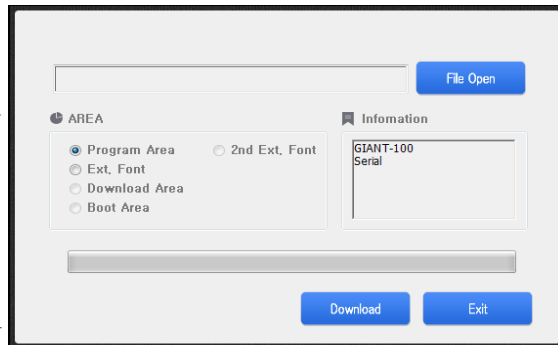 File Open
AREA
Infomation
Program Area
2nd Ext. Font
Ext. Font
Download Area
Boot Area
GIANT-100
Serial
Download
Exit